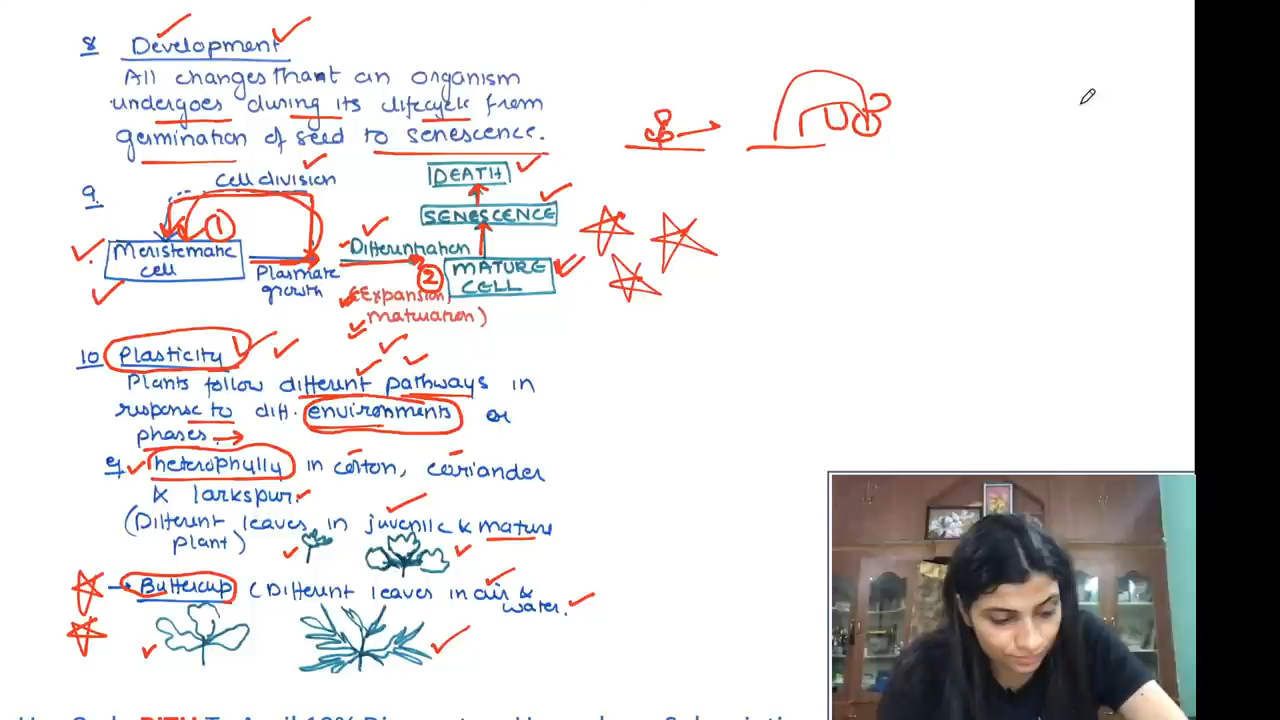 8 Development
All changes that an organism
undergoes during its lifecycle from
germination of seed to senescence.
9
Cell division
DEATH
SENESCENCE
1
Meristematic cell
Plasmatic growth
Differentiation
2
MATURE CELL
(Expansion,
maturation)
10 Plasticity
Plants follow different pathways in
response to diff. environments or
phases.
eg heterophylly in cotton, coriander
& larkspur.
(Different leaves in juvenile & mature
plant)
→ Buttercup (Different leaves in air &
water.